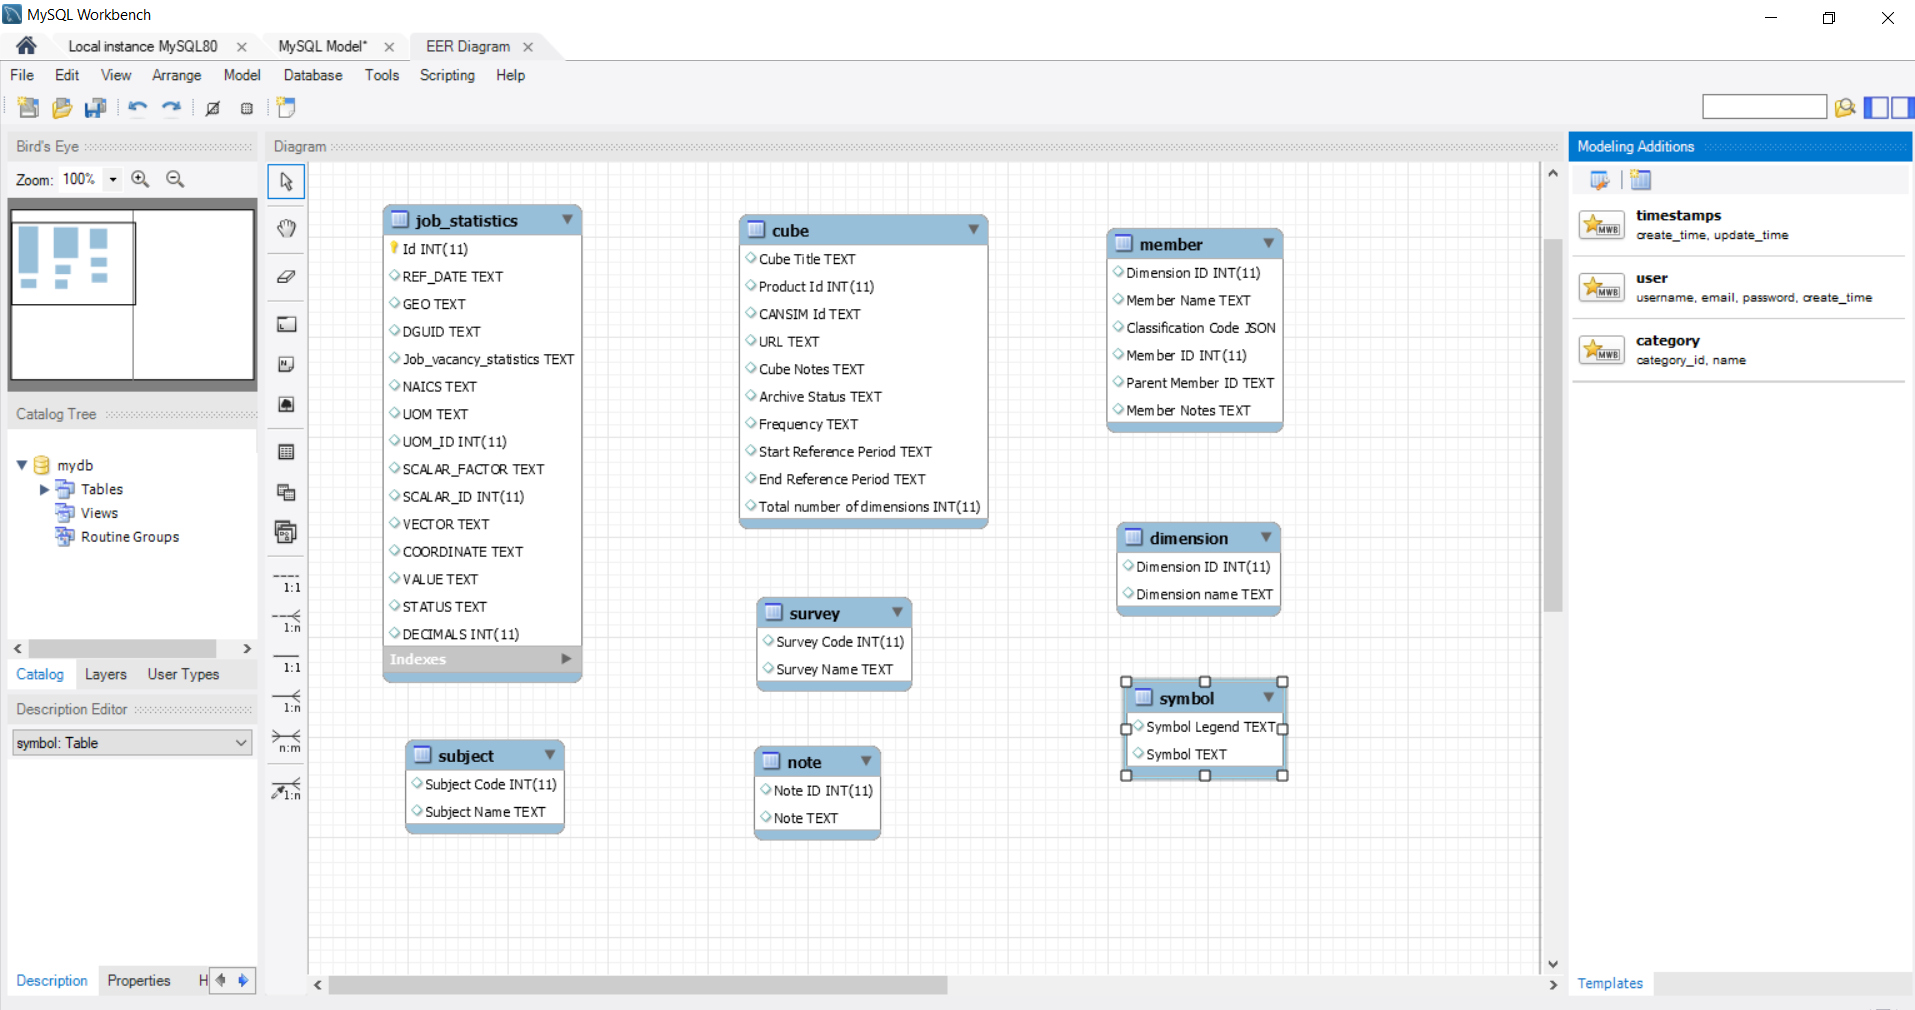 MySQL Workbench
Local instance MySQL80
MySQL Model*
EER Diagram
File Edit View Arrange Model Database Tools Scripting Help
Bird's Eye
Zoom: 100%
Catalog Tree
mydb
Tables
Views
Routine Groups
Catalog Layers User Types
Description Editor
symbol: Table
Description Properties H
Diagram
1:1
1:n
1:1
1:n
n:m
1:n
job_statistics
Id INT(11)
REF_DATE TEXT
GEO TEXT
DGUID TEXT
Job_vacancy_statistics TEXT
NAICS TEXT
UOM TEXT
UOM_ID INT(11)
SCALAR_FACTOR TEXT
SCALAR_ID INT(11)
VECTOR TEXT
COORDINATE TEXT
VALUE TEXT
STATUS TEXT
DECIMALS INT(11)
Indexes
subject
Subject Code INT(11)
Subject Name TEXT
cube
Cube Title TEXT
Product Id INT(11)
CANSIM Id TEXT
URL TEXT
Cube Notes TEXT
Archive Status TEXT
Frequency TEXT
Start Reference Period TEXT
End Reference Period TEXT
Total number of dimensions INT(11)
survey
Survey Code INT(11)
Survey Name TEXT
note
Note ID INT(11)
Note TEXT
member
Dimension ID INT(11)
Member Name TEXT
Classification Code JSON
Member ID INT(11)
Parent Member ID TEXT
Member Notes TEXT
dimension
Dimension ID INT(11)
Dimension name TEXT
symbol
Symbol Legend TEXT
Symbol TEXT
Modeling Additions
MWB
timestamps
create_time, update_time
MWB
user
username, email, password, create_time
MWB
category
category_id, name
Templates